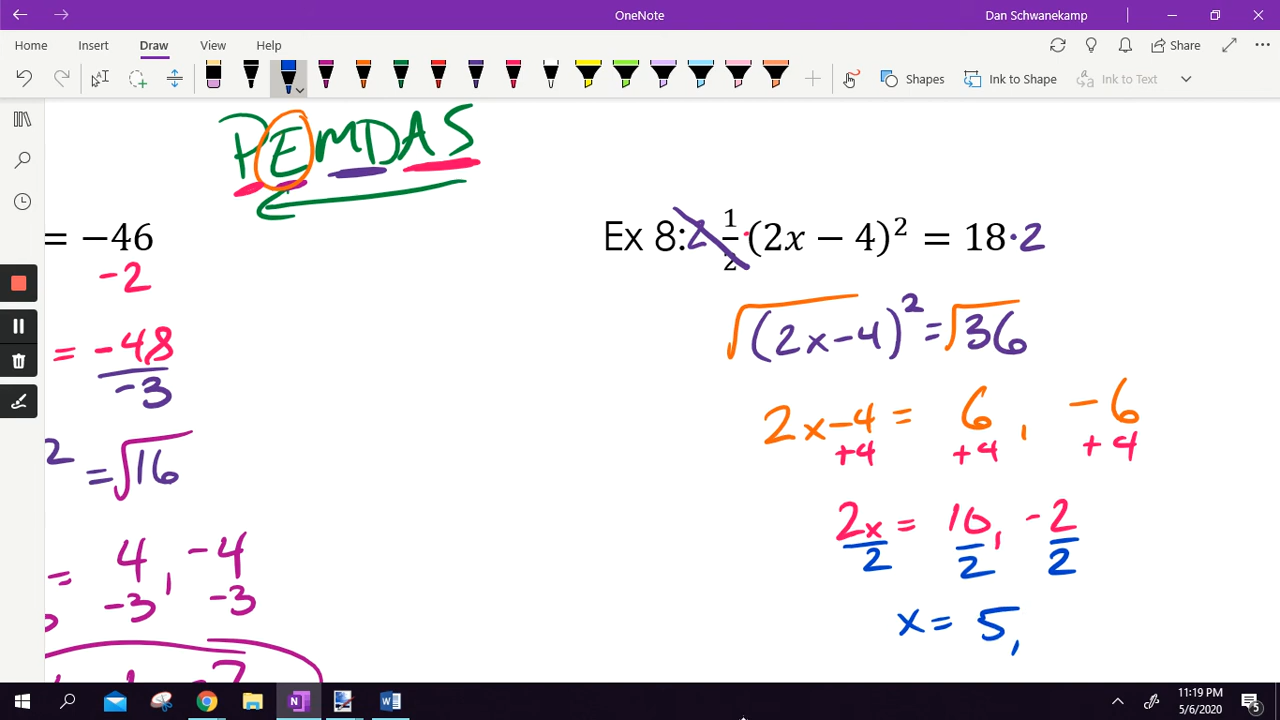 OneNote
Dan Schwanekamp
Home Insert Draw View Help
Share
Shapes
Ink to Shape
Ink to Text
PEMDAS
= −46
-2
= -48
-3
2 = √16
= 4, -4
-3 -3
Ex 8: 2 · 1/2 · (2x − 4)² = 18 · 2
√(2x-4)² = √36
2x-4 = 6, -6
+4 +4 +4
2x = 10, -2
2 2 2
x = 5,
11:19 PM
5/6/2020
5